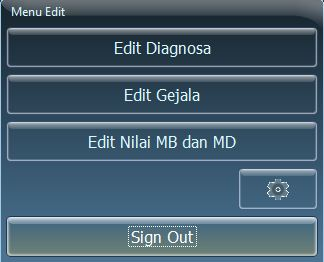 Menu Edit
Edit Diagnosa
Edit Gejala
Edit Nilai MB dan MD
Sign Out